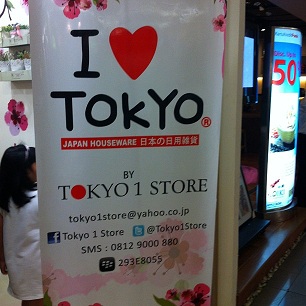 I ❤
TOKYO®
JAPAN HOUSEWARE 日本の日用雑貨
BY
TOKYO 1 STORE
tokyo1store@yahoo.co.jp
Tokyo 1 Store @Tokyo1Store
SMS : 0812 9000 880
293E8055
50